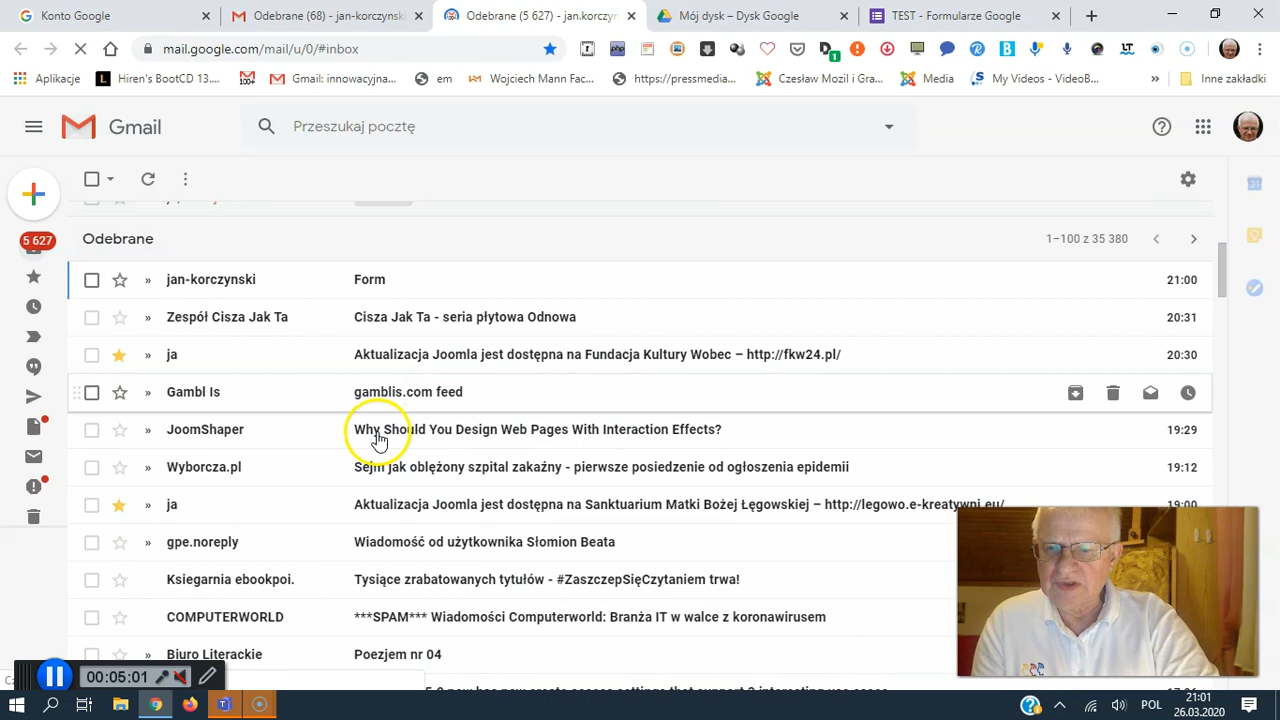 Konto Google
Odebrane (68) - jan-korczynsk
Odebrane (5 627) - jan.korczyn
Mój dysk – Dysk Google
TEST - Formularze Google
mail.google.com/mail/u/0/#inbox
Aplikacje
Hiren's BootCD 13....
Gmail: innowacyjna...
em
Wojciech Mann Fac...
https://pressmedia...
Czesław Mozil i Gra...
Media
My Videos - VideoB...
»
Inne zakładki
Gmail
Przeszukaj pocztę
5 627
Odebrane
1–100 z 35 380
jan-korczynski Form 21:00
Zespół Cisza Jak Ta Cisza Jak Ta - seria płytowa Odnowa 20:31
ja Aktualizacja Joomla jest dostępna na Fundacja Kultury Wobec – http://fkw24.pl/ 20:30
Gambl Is gamblis.com feed
JoomShaper Why Should You Design Web Pages With Interaction Effects? 19:29
Wyborcza.pl Sejm jak oblężony szpital zakaźny - pierwsze posiedzenie od ogłoszenia epidemii 19:12
ja Aktualizacja Joomla jest dostępna na Sanktuarium Matki Bożej Łęgowskiej – http://legowo.e-kreatywni.eu/ 19:00
gpe.noreply Wiadomość od użytkownika Słomion Beata
Ksiegarnia ebookpoi. Tysiące zrabatowanych tytułów - #ZaszczepSięCzytaniem trwa!
COMPUTERWORLD ***SPAM*** Wiadomości Computerworld: Branża IT w walce z koronawirusem
Biuro Literackie Poezjem nr 04
00:05:01
POL
21:01
26.03.2020